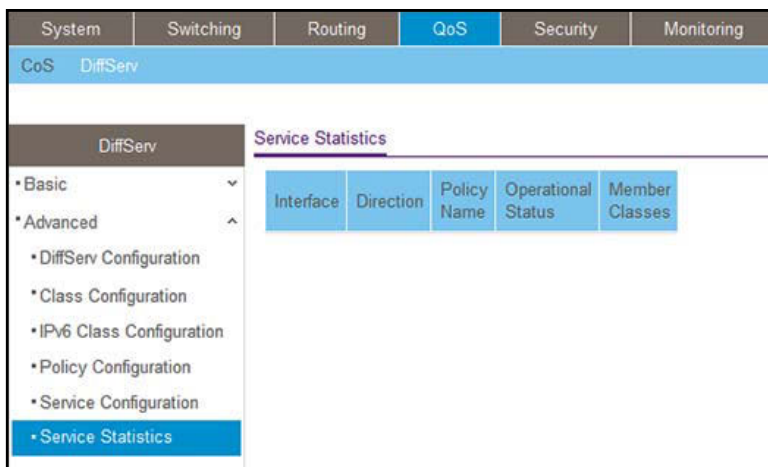 System Switching Routing QoS Security Monitoring
CoS DiffServ
DiffServ
Basic
Advanced
DiffServ Configuration
Class Configuration
IPv6 Class Configuration
Policy Configuration
Service Configuration
Service Statistics
Service Statistics
Interface Direction Policy Name Operational Status Member Classes